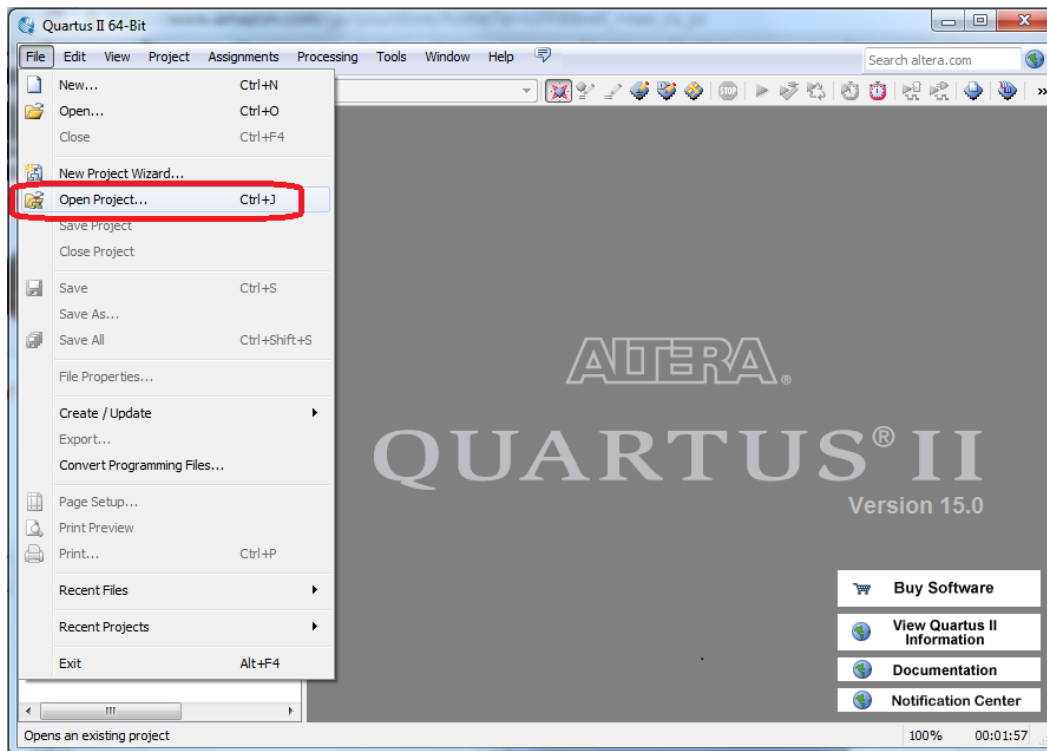 Quartus II 64-Bit
File Edit View Project Assignments Processing Tools Window Help
Search altera.com
New... Ctrl+N
Open... Ctrl+O
Close Ctrl+F4
New Project Wizard...
Open Project... Ctrl+J
Save Project
Close Project
Save Ctrl+S
Save As...
Save All Ctrl+Shift+S
File Properties...
Create / Update
Export...
Convert Programming Files...
Page Setup...
Print Preview
Print... Ctrl+P
Recent Files
Recent Projects
Exit Alt+F4
STOP
»
ALTERA®
QUARTUS® II
Version 15.0
Buy Software
View Quartus II
Information
Documentation
Notification Center
Opens an existing project
100% 00:01:57